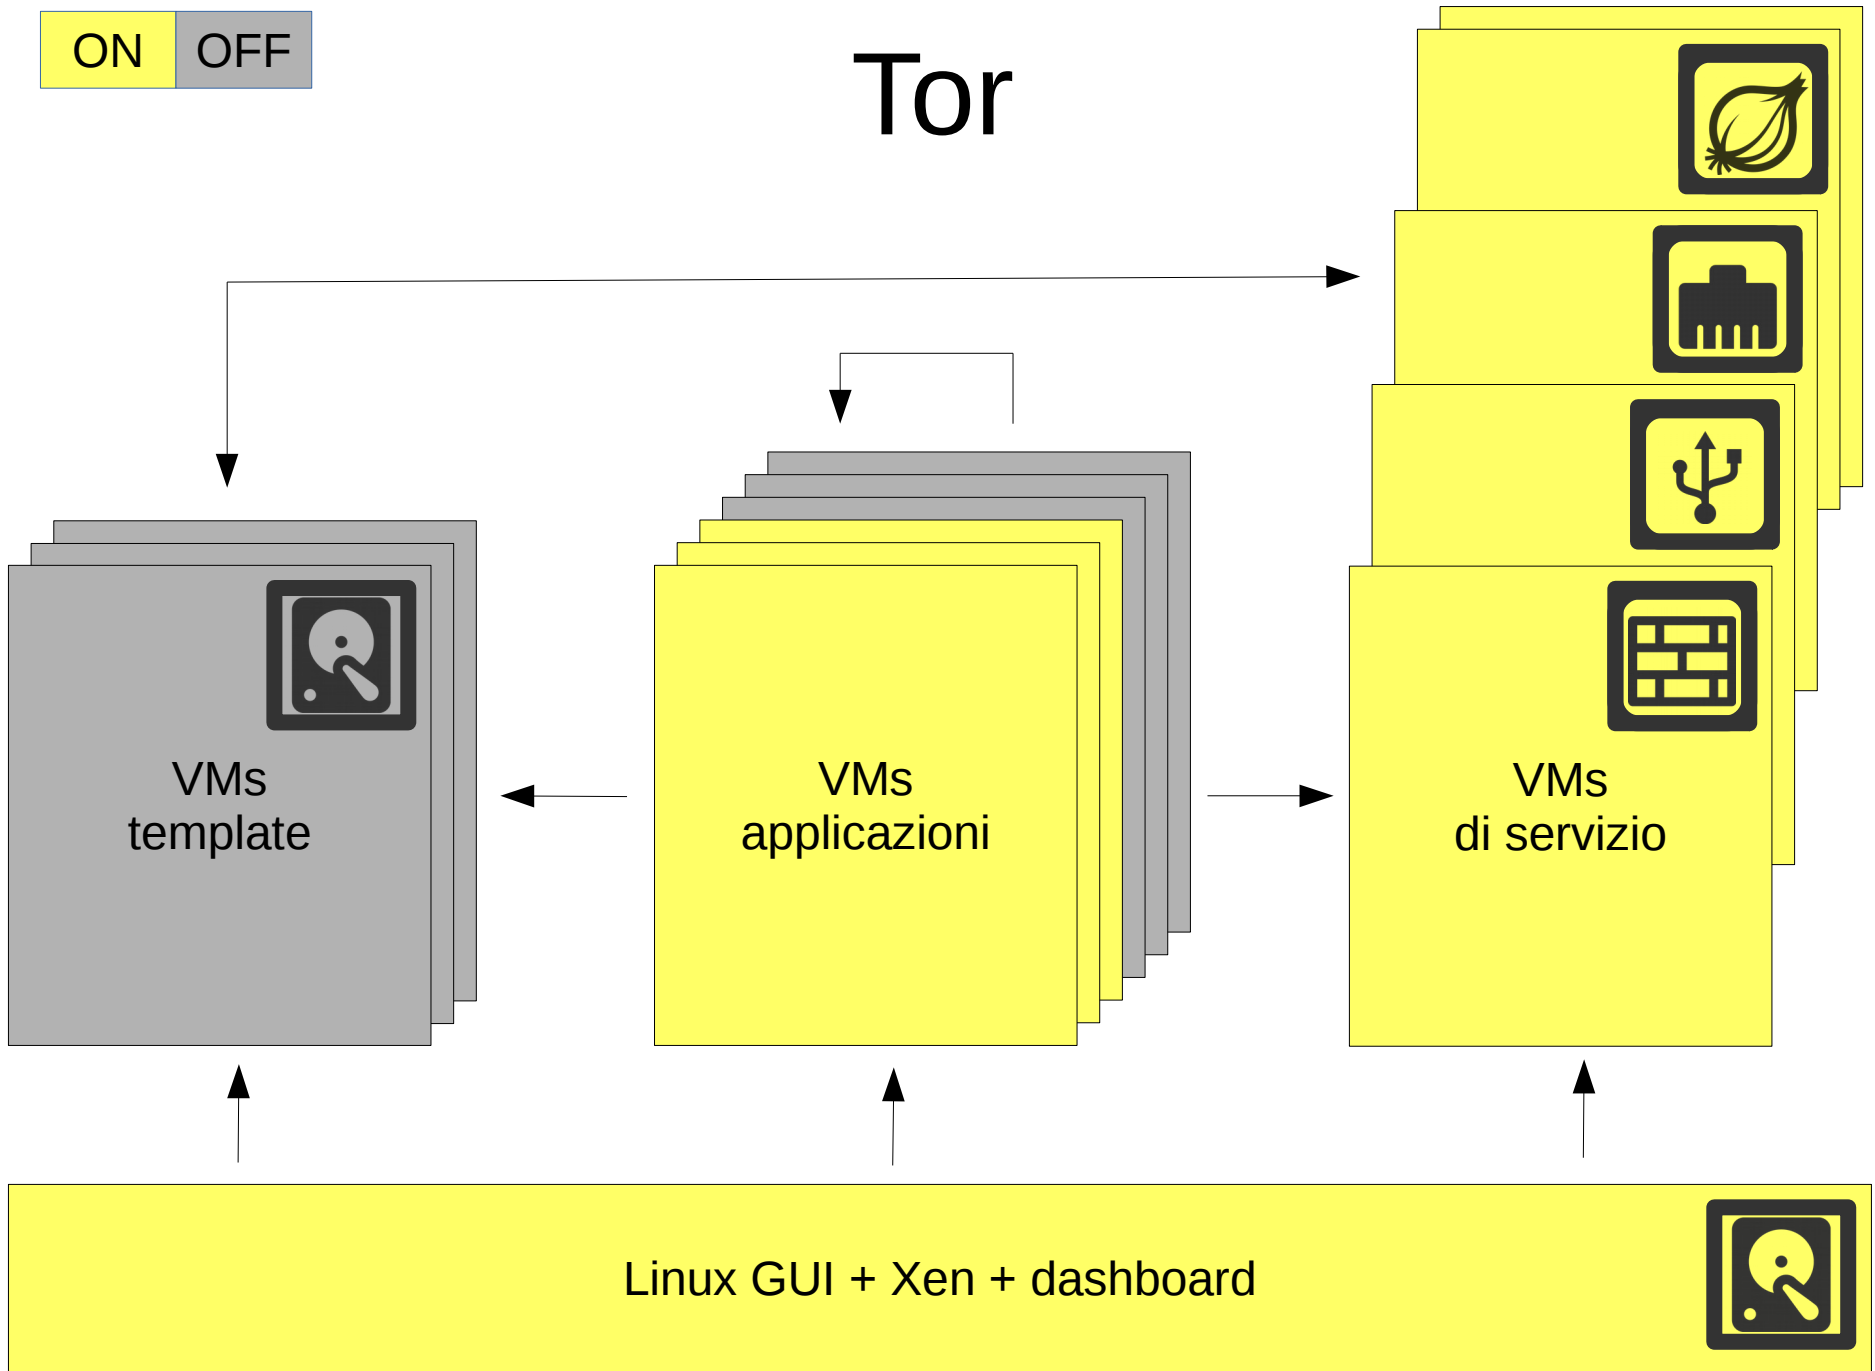 ON OFF
Tor
VMs
template
VMs
applicazioni
VMs
di servizio
Linux GUI + Xen + dashboard